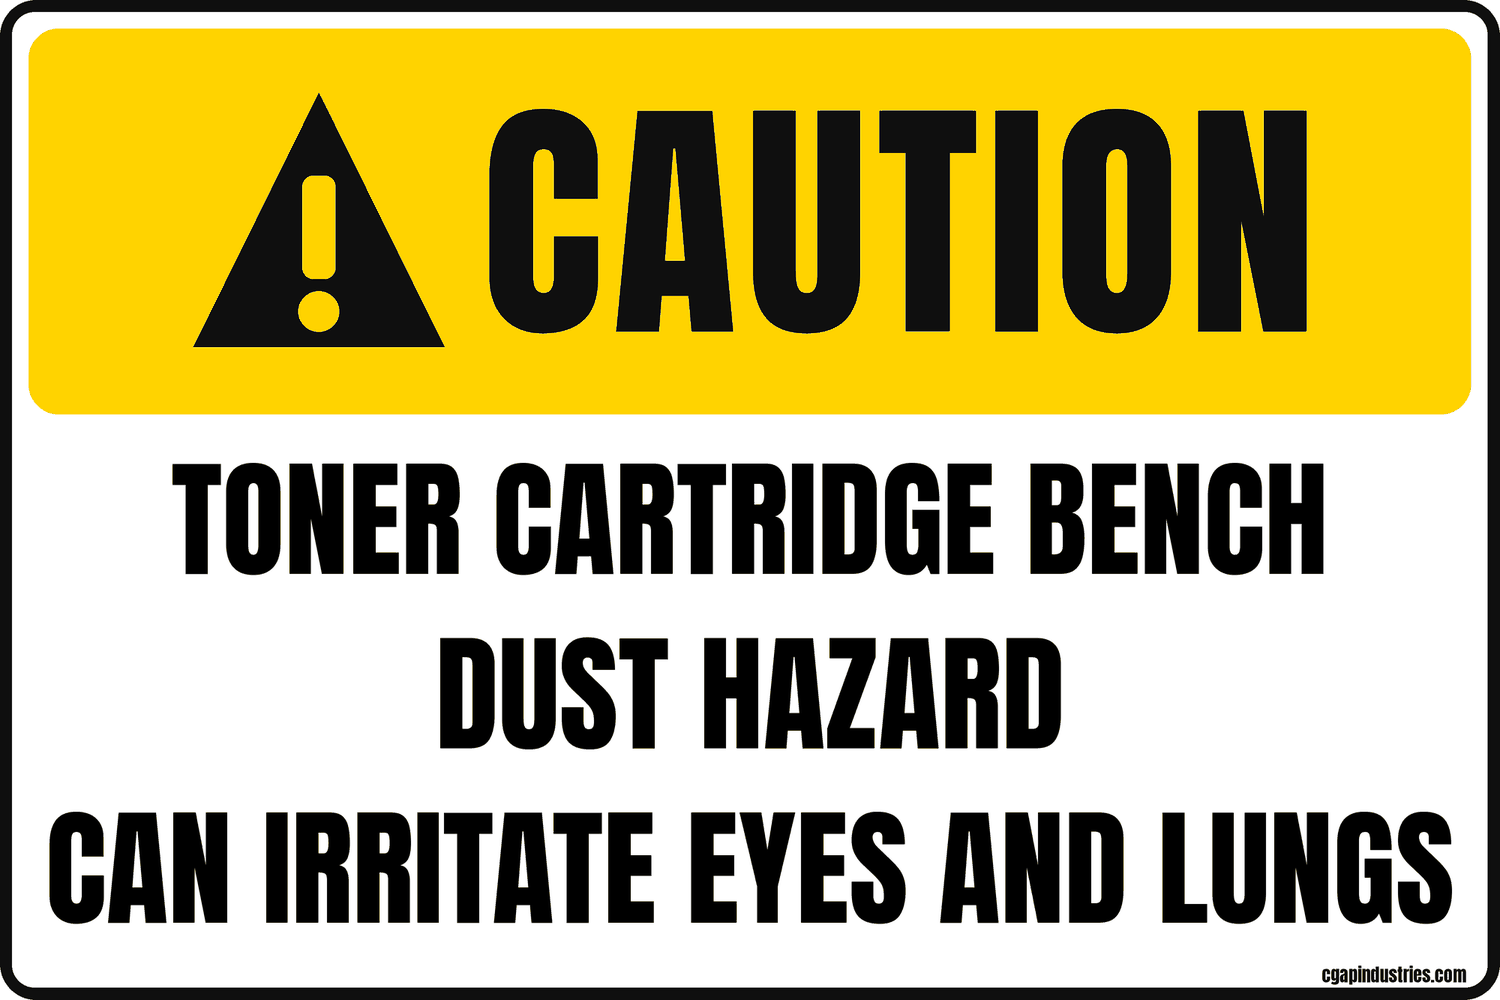 CAUTION
TONER CARTRIDGE BENCH
DUST HAZARD
CAN IRRITATE EYES AND LUNGS
cgapindustries.com